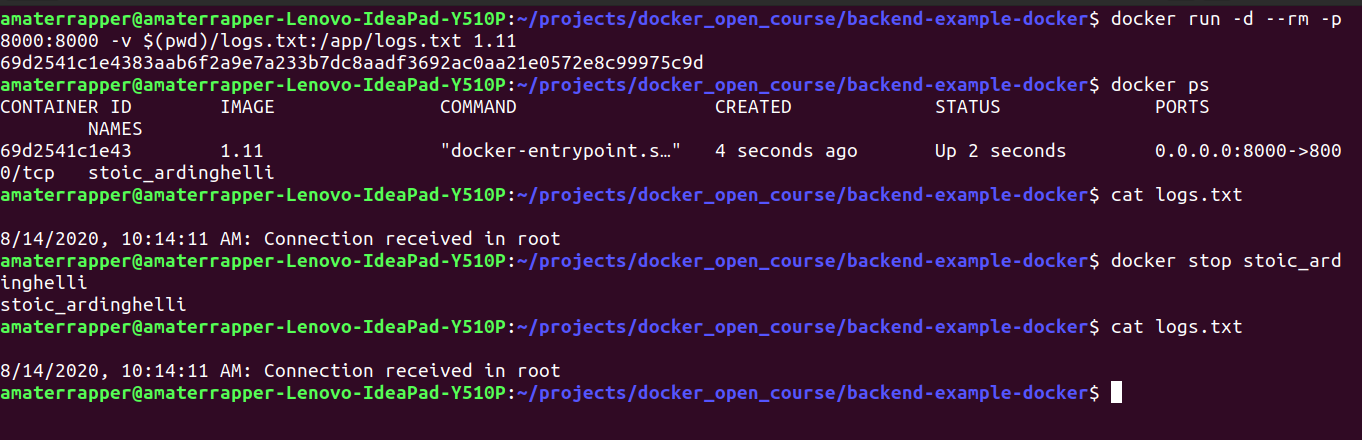 amaterrapper@amaterrapper-Lenovo-IdeaPad-Y510P:~/projects/docker_open_course/backend-example-docker$ docker run -d --rm -p
8000:8000 -v $(pwd)/logs.txt:/app/logs.txt 1.11
69d2541c1e4383aab6f2a9e7a233b7dc8aadf3692ac0aa21e0572e8c99975c9d
amaterrapper@amaterrapper-Lenovo-IdeaPad-Y510P:~/projects/docker_open_course/backend-example-docker$ docker ps
CONTAINER ID        IMAGE               COMMAND                  CREATED             STATUS              PORTS
        NAMES
69d2541c1e43        1.11                "docker-entrypoint.s…"   4 seconds ago       Up 2 seconds        0.0.0.0:8000->800
0/tcp   stoic_ardinghelli
amaterrapper@amaterrapper-Lenovo-IdeaPad-Y510P:~/projects/docker_open_course/backend-example-docker$ cat logs.txt
8/14/2020, 10:14:11 AM: Connection received in root
amaterrapper@amaterrapper-Lenovo-IdeaPad-Y510P:~/projects/docker_open_course/backend-example-docker$ docker stop stoic_ard
inghelli
stoic_ardinghelli
amaterrapper@amaterrapper-Lenovo-IdeaPad-Y510P:~/projects/docker_open_course/backend-example-docker$ cat logs.txt
8/14/2020, 10:14:11 AM: Connection received in root
amaterrapper@amaterrapper-Lenovo-IdeaPad-Y510P:~/projects/docker_open_course/backend-example-docker$